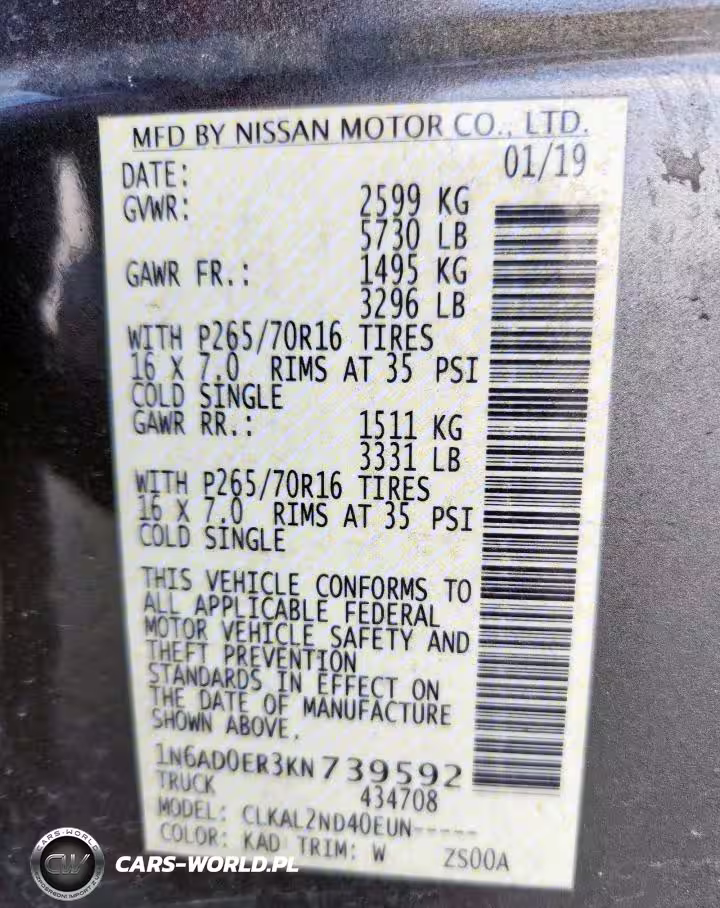 MFD BY NISSAN MOTOR CO., LTD.
DATE: 01/19
GVWR: 2599 KG
5730 LB
GAWR FR.: 1495 KG
3296 LB
WITH P265/70R16 TIRES
16 X 7.0 RIMS AT 35 PSI
COLD SINGLE
GAWR RR.: 1511 KG
3331 LB
WITH P265/70R16 TIRES
16 X 7.0 RIMS AT 35 PSI
COLD SINGLE
THIS VEHICLE CONFORMS TO
ALL APPLICABLE FEDERAL
MOTOR VEHICLE SAFETY AND
THEFT PREVENTION
STANDARDS IN EFFECT ON
THE DATE OF MANUFACTURE
SHOWN ABOVE.
1N6AD0ER3KN739592
TRUCK 434708
MODEL: CLKAL2ND40EUN-----
COLOR: KAD TRIM: W ZS00A
CARS-WORLD
CW
CARS-WORLD.PL